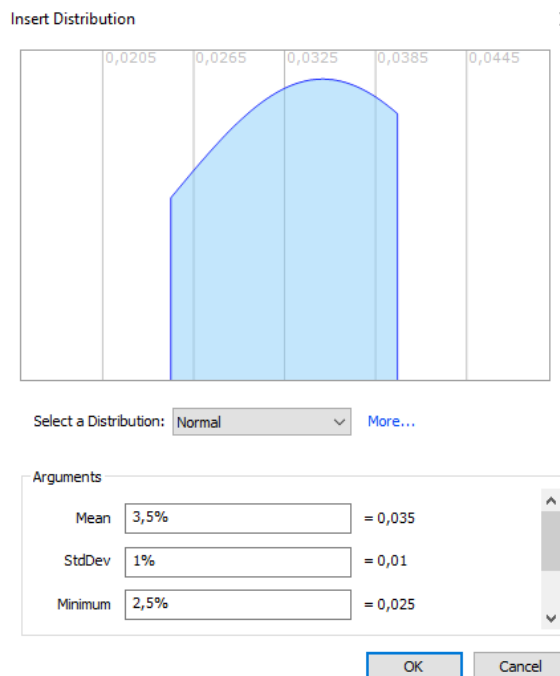 Insert Distribution
0,0205 0,0265 0,0325 0,0385 0,0445
Select a Distribution: Normal More...
Arguments
Mean 3,5% = 0,035
StdDev 1% = 0,01
Minimum 2,5% = 0,025
OK Cancel